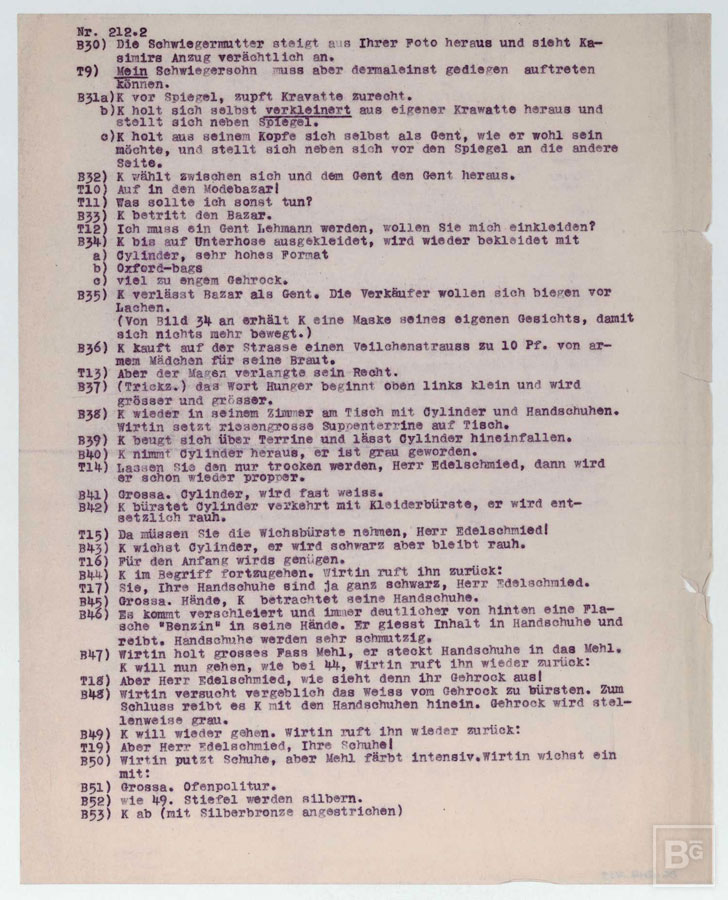 Nr. 212.2
B30) Die Schwiegermutter steigt aus Ihrer Foto heraus und sieht Ka-
simirs Anzug verächtlich an.
T9) Mein Schwiegersohn muss aber dermaleinst gediegen auftreten
können.
B31a)K vor Spiegel, zupft Kravatte zurecht.
b)K holt sich selbst verkleinert aus eigener Krawatte heraus und
stellt sich neben Spiegel.
c)K holt aus seinem Kopfe sich selbst als Gent, wie er wohl sein
möchte, und stellt sich neben sich vor den Spiegel an die andere
Seite.
B32) K wählt zwischen sich und dem Gent den Gent heraus.
T10) Auf in den Modebazar!
T11) Was sollte ich sonst tun?
B33) K betritt den Bazar.
T12) Ich muss ein Gent Lehmann werden, wollen Sie mich einkleiden?
B34) K bis auf Unterhose ausgekleidet, wird wieder bekleidet mit
a) Cylinder, sehr hohes Format
b) Oxford-bags
c) viel zu engem Gehrock.
B35) K verlässt Bazar als Gent. Die Verkäufer wollen sich biegen vor
Lachen.
(Von Bild 34 an erhält K eine Maske seines eigenen Gesichts, damit
sich nichts mehr bewegt.)
B36) K kauft auf der Strasse einen Veilchenstrauss zu 10 Pf. von ar-
mem Mädchen für seine Braut.
T13) Aber der Magen verlangte sein Recht.
B37) (Trickz.) das Wort Hunger beginnt oben links klein und wird
grösser und grösser.
B38) K wieder in seinem Zimmer am Tisch mit Cylinder und Handschuhen.
Wirtin setzt riesengrosse Suppenterrine auf Tisch.
B39) K beugt sich über Terrine und lässt Cylinder hineinfallen.
B40) K nimmt Cylinder heraus, er ist grau geworden.
T14) Lassen Sie den nur trocken werden, Herr Edelschmied, dann wird
er schon wieder propper.
B41) Grossa. Cylinder, wird fast weiss.
B42) K bürstet Cylinder verkehrt mit Kleiderbürste, er wird ent-
setzlich rauh.
T15) Da müssen Sie die Wichsbürste nehmen, Herr Edelschmied!
B43) K wichst Cylinder, er wird schwarz aber bleibt rauh.
T16) Für den Anfang wirds genügen.
B44) K im Begriff fortzugehen. Wirtin ruft ihn zurück:
T17) Sie, Ihre Handschuhe sind ja ganz schwarz, Herr Edelschmied.
B45) Grossa. Hände, K betrachtet seine Handschuhe.
B46) Es kommt verschleiert und immer deutlicher von hinten eine Fla-
sche "Benzin" in seine Hände. Er giesst Inhalt in Handschuhe und
reibt. Handschuhe werden sehr schmutzig.
B47) Wirtin holt grosses Fass Mehl, er steckt Handschuhe in das Mehl.
K will nun gehen, wie bei 44, Wirtin ruft ihn wieder zurück:
T18) Aber Herr Edelschmied, wie sieht denn ihr Gehrock aus!
B48) Wirtin versucht vergeblich das Weiss vom Gehrock zu bürsten. Zum
Schluss reibt es K mit den Handschuhen hinein. Gehrock wird stel-
lenweise grau.
B49) K will wieder gehen. Wirtin ruft ihn wieder zurück:
T19) Aber Herr Edelschmied, Ihre Schuhe!
B50) Wirtin putzt Schuhe, aber Mehl färbt intensiv.Wirtin wichst ein
mit:
B51) Grossa. Ofenpolitur.
B52) wie 49. Stiefel werden silbern.
B53) K ab (mit Silberbronze angestrichen)
BG